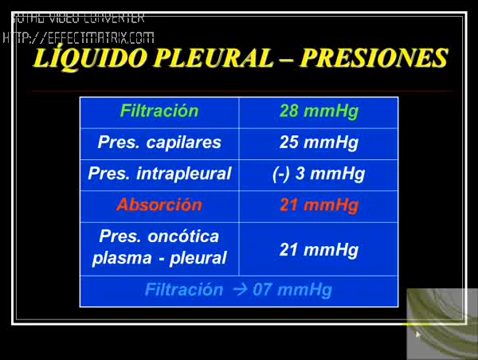 TOTAL VIDEO CONVERTER
HTTP://EFFECTMATRIX.COM
LÍQUIDO PLEURAL – PRESIONES
Filtración 28 mmHg
Pres. capilares 25 mmHg
Pres. intrapleural (-) 3 mmHg
Absorción 21 mmHg
Pres. oncótica
plasma - pleural 21 mmHg
Filtración → 07 mmHg